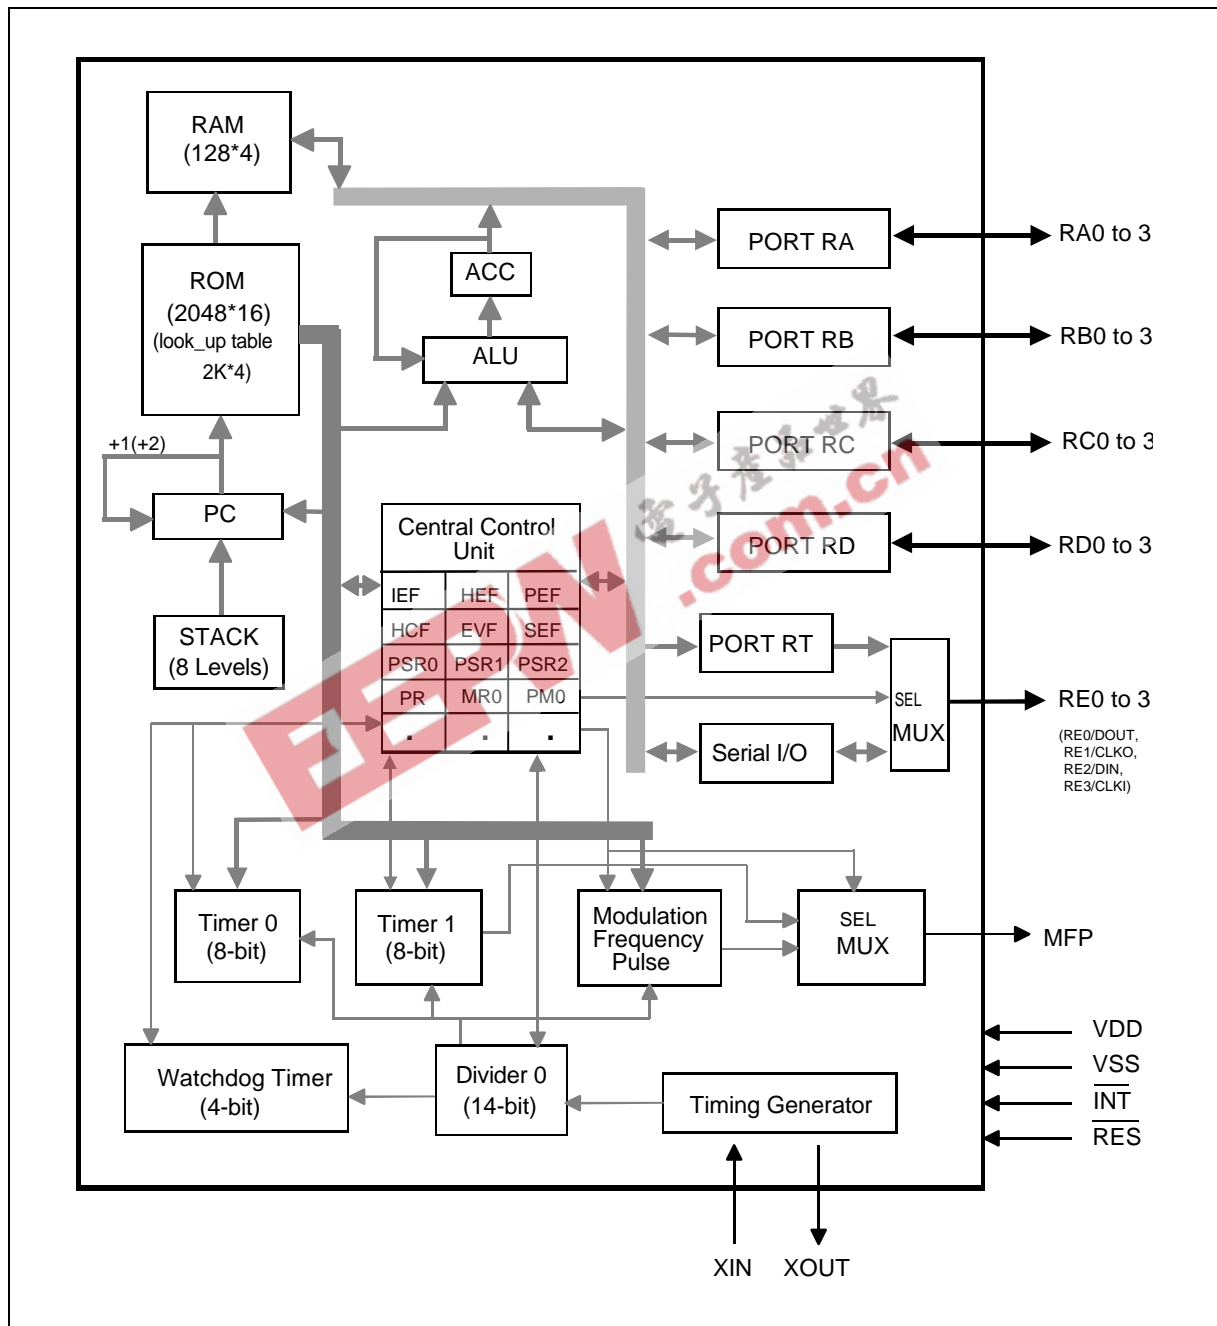 RAM
(128*4)
ROM
(2048*16)
(look_up table
2K*4)
+1(+2)
PC
STACK
(8 Levels)
ACC
ALU
Central Control
Unit
IEF HEF PEF
HCF EVF SEF
PSR0 PSR1 PSR2
PR MR0 PM0
. . .
PORT RA
RA0 to 3
PORT RB
RB0 to 3
PORT RC
RC0 to 3
PORT RD
RD0 to 3
PORT RT
Serial I/O
SEL
MUX
RE0 to 3
(RE0/DOUT,
RE1/CLKO,
RE2/DIN,
RE3/CLKI)
Timer 0
(8-bit)
Timer 1
(8-bit)
Modulation
Frequency
Pulse
SEL
MUX
MFP
Watchdog Timer
(4-bit)
Divider 0
(14-bit)
Timing Generator
VDD
VSS
INT
RES
XIN
XOUT
EEPW
.com.cn
電子產品世界